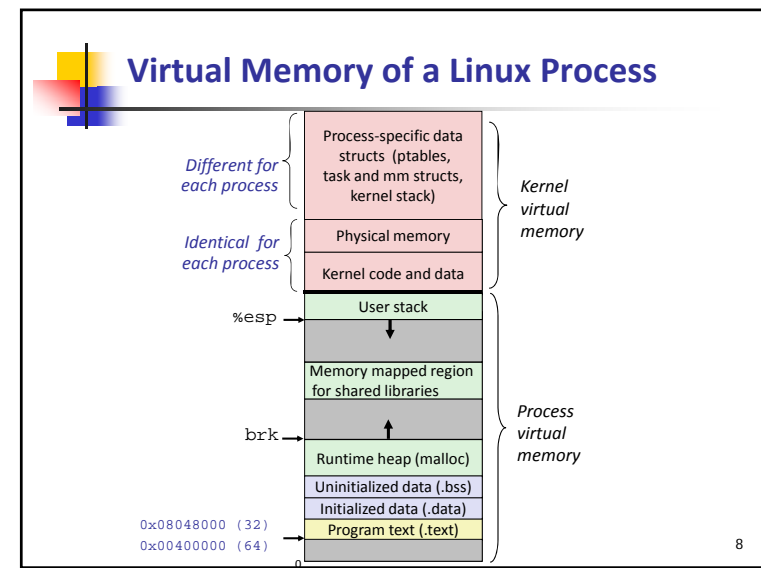 Virtual Memory of a Linux Process
Different for
each process
Process-specific data
structs (ptables,
task and mm structs,
kernel stack)
Kernel
virtual
memory
Identical for
each process
Physical memory
Kernel code and data
User stack
%esp
Memory mapped region
for shared libraries
Process
virtual
memory
brk
Runtime heap (malloc)
Uninitialized data (.bss)
Initialized data (.data)
Program text (.text)
0x08048000 (32)
0x00400000 (64)
0
8